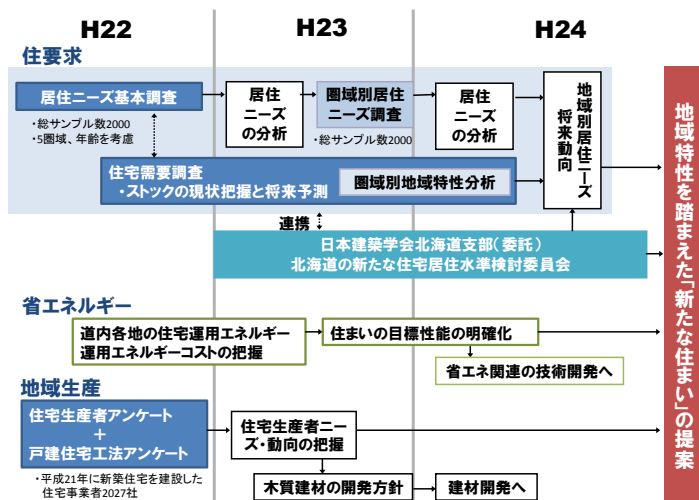 H22
H23
H24
住要求
居住ニーズ基本調査
・総サンプル数2000
・5圏域、年齢を考慮
居住
ニーズ
の分析
圏域別居住
ニーズ調査
・総サンプル数2000
居住
ニーズ
の分析
地域別居住ニーズ
将来動向
住宅需要調査
・ストックの現状把握と将来予測
圏域別地域特性分析
連携
日本建築学会北海道支部（委託）
北海道の新たな住宅居住水準検討委員会
省エネルギー
道内各地の住宅運用エネルギー
運用エネルギーコストの把握
住まいの目標性能の明確化
省エネ関連の技術開発へ
地域生産
住宅生産者アンケート
＋
戸建住宅工法アンケート
・平成21年に新築住宅を建設した
住宅事業者2027社
住宅生産者ニー
ズ・動向の把握
木質建材の開発方針
建材開発へ
地域特性を踏まえた「新たな住まい」の提案